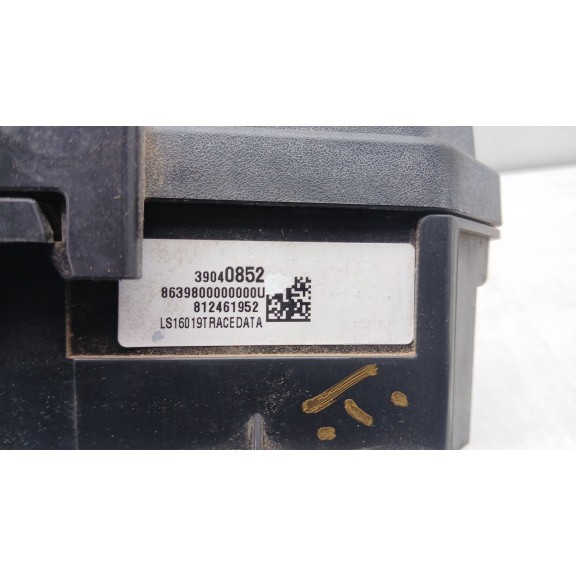 39040852
8639800000000U
812461952
LS16019TRACEDATA